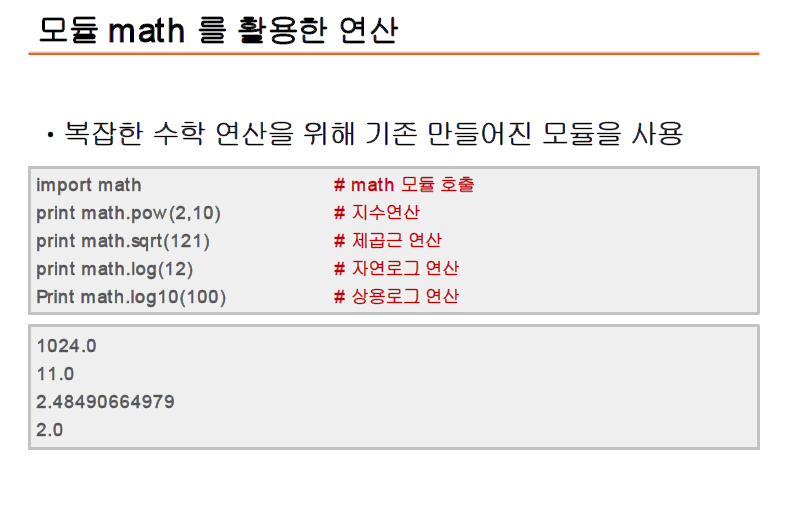 모듈 math 를 활용한 연산
• 복잡한 수학 연산을 위해 기존 만들어진 모듈을 사용
import math # math 모듈 호출
print math.pow(2,10) # 지수연산
print math.sqrt(121) # 제곱근 연산
print math.log(12) # 자연로그 연산
Print math.log10(100) # 상용로그 연산
1024.0
11.0
2.48490664979
2.0